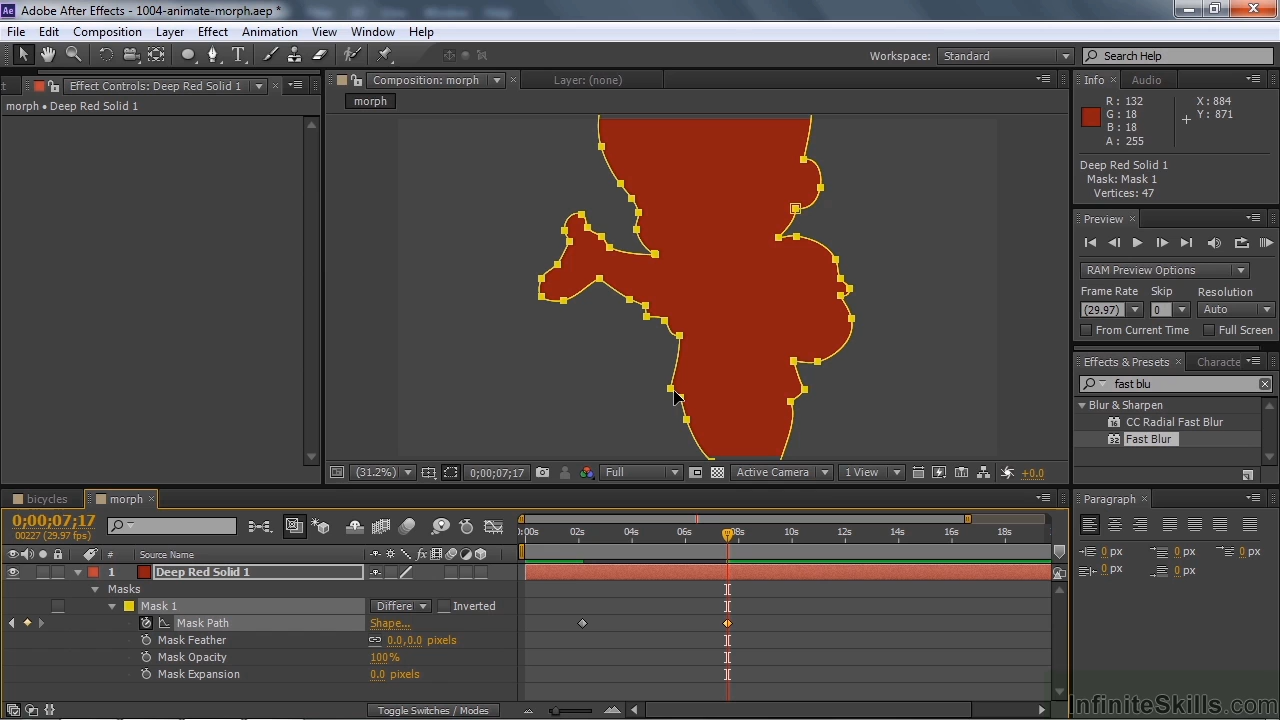 Adobe After Effects - 1004-animate-morph.aep *
File Edit Composition Layer Effect Animation View Window Help
Workspace: Standard Search Help
Effect Controls: Deep Red Solid 1
morph • Deep Red Solid 1
Composition: morph
Layer: (none)
morph
Info Audio
R : 132
G : 18
B : 18
A : 255
X : 884
Y : 871
Deep Red Solid 1
Mask: Mask 1
Vertices: 47
Preview
RAM Preview Options
Frame Rate Skip Resolution
(29.97) 0 Auto
From Current Time Full Screen
Effects & Presets Characte
fast blu
Blur & Sharpen
CC Radial Fast Blur
Fast Blur
(31.2%) 0;00;07;17 Full Active Camera 1 View +0.0
bicycles morph
0;00;07;17
00227 (29.97 fps)
:00s 02s 04s 06s 08s 10s 12s 14s 16s 18s
# Source Name
1 Deep Red Solid 1
Masks
Mask 1 Differe Inverted
Mask Path Shape...
Mask Feather 0.0,0.0 pixels
Mask Opacity 100%
Mask Expansion 0.0 pixels
Toggle Switches / Modes
Paragraph
0 px 0 px 0 px
0 px 0 px
InfiniteSkills.com